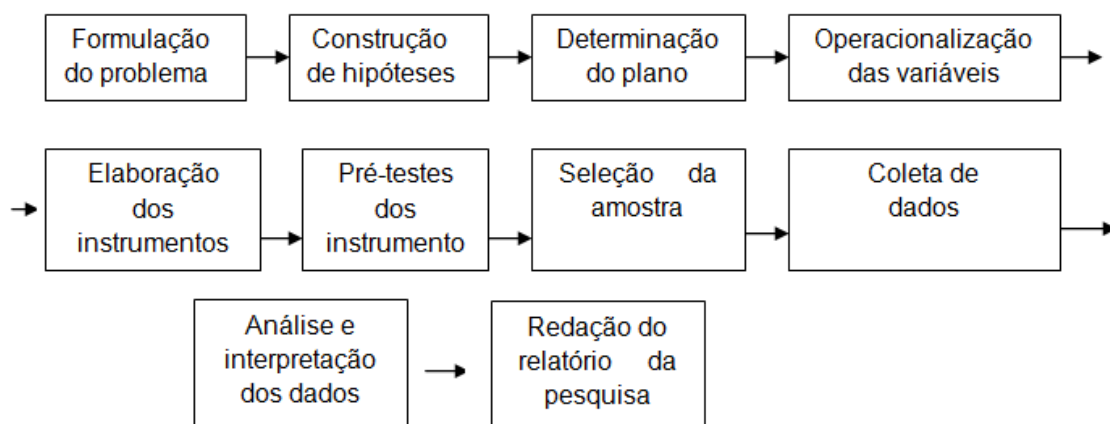 Formulação
do problema
Construção
de hipóteses
Determinação
do plano
Operacionalização
das variáveis
Elaboração
dos
instrumentos
Pré-testes
dos
instrumento
Seleção da
amostra
Coleta de
dados
Análise e
interpretação
dos dados
Redação do
relatório da
pesquisa